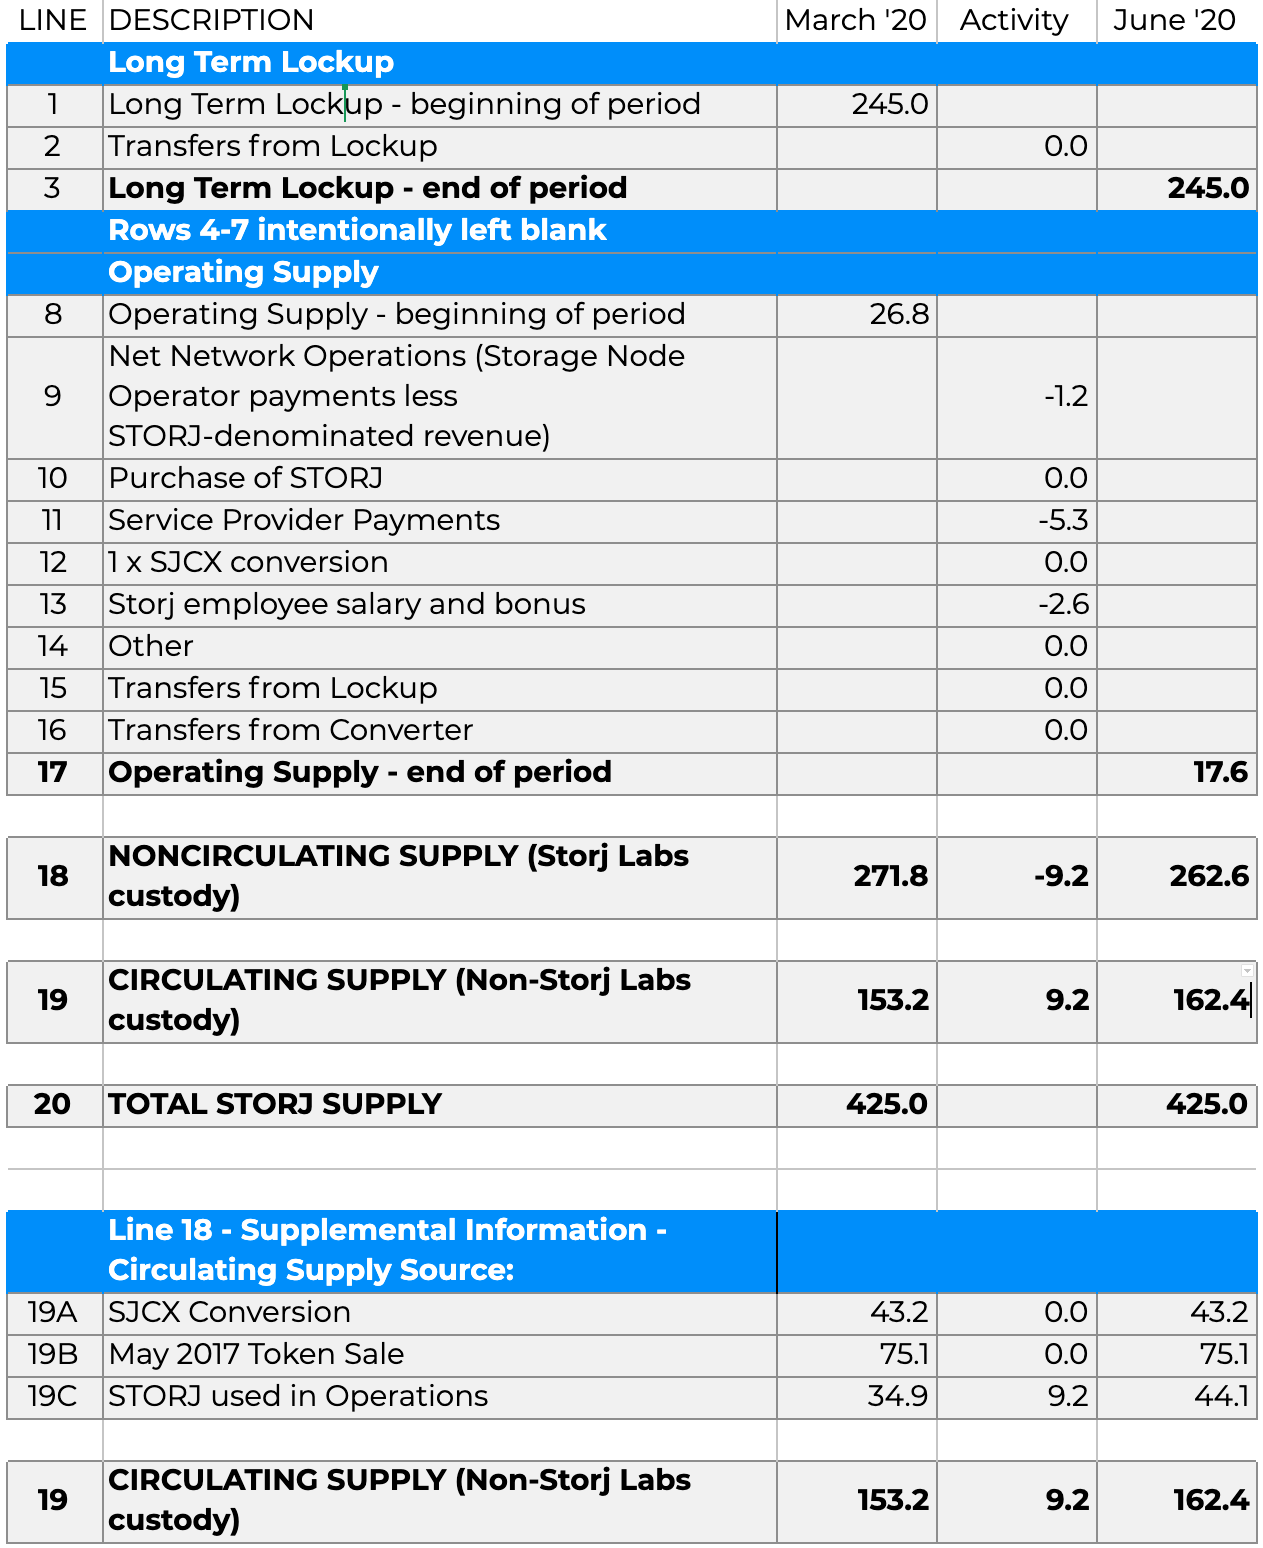 LINE DESCRIPTION March '20 Activity June '20
Long Term Lockup
1 Long Term Lockup - beginning of period 245.0
2 Transfers from Lockup 0.0
3 Long Term Lockup - end of period 245.0
Rows 4-7 intentionally left blank
Operating Supply
8 Operating Supply - beginning of period 26.8
Net Network Operations (Storage Node
9 Operator payments less -1.2
STORJ-denominated revenue)
10 Purchase of STORJ 0.0
11 Service Provider Payments -5.3
12 1 x SJCX conversion 0.0
13 Storj employee salary and bonus -2.6
14 Other 0.0
15 Transfers from Lockup 0.0
16 Transfers from Converter 0.0
17 Operating Supply - end of period 17.6
NONCIRCULATING SUPPLY (Storj Labs
18 custody) 271.8 -9.2 262.6
CIRCULATING SUPPLY (Non-Storj Labs
19 custody) 153.2 9.2 162.4
20 TOTAL STORJ SUPPLY 425.0 425.0
Line 18 - Supplemental Information -
Circulating Supply Source:
19A SJCX Conversion 43.2 0.0 43.2
19B May 2017 Token Sale 75.1 0.0 75.1
19C STORJ used in Operations 34.9 9.2 44.1
CIRCULATING SUPPLY (Non-Storj Labs
19 custody) 153.2 9.2 162.4